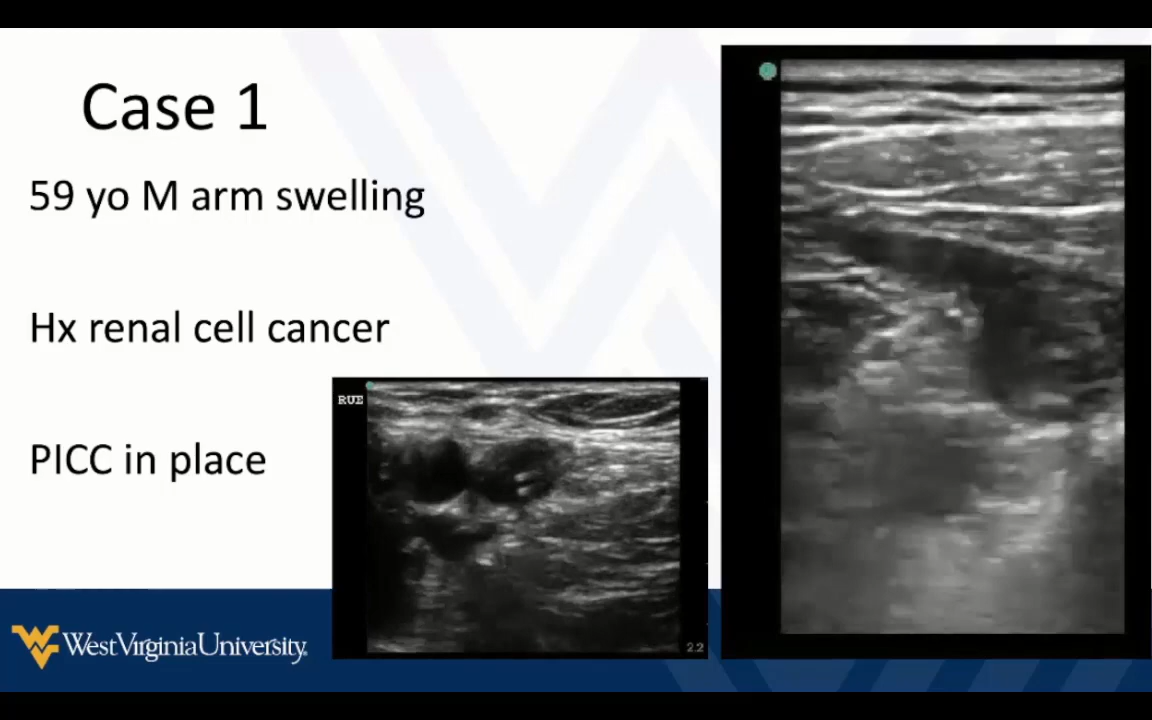 Case 1
59 yo M arm swelling
Hx renal cell cancer
PICC in place
RUE
2.2
WestVirginiaUniversity.